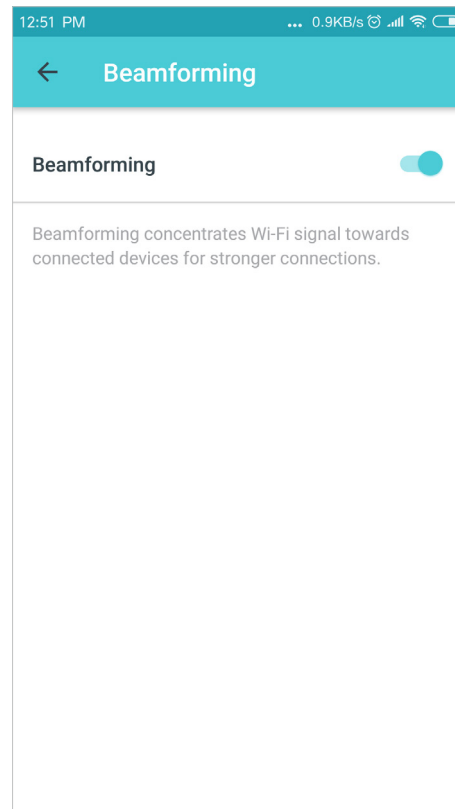 12:51 PM ... 0.9KB/s
Beamforming
Beamforming
Beamforming concentrates Wi-Fi signal towards
connected devices for stronger connections.